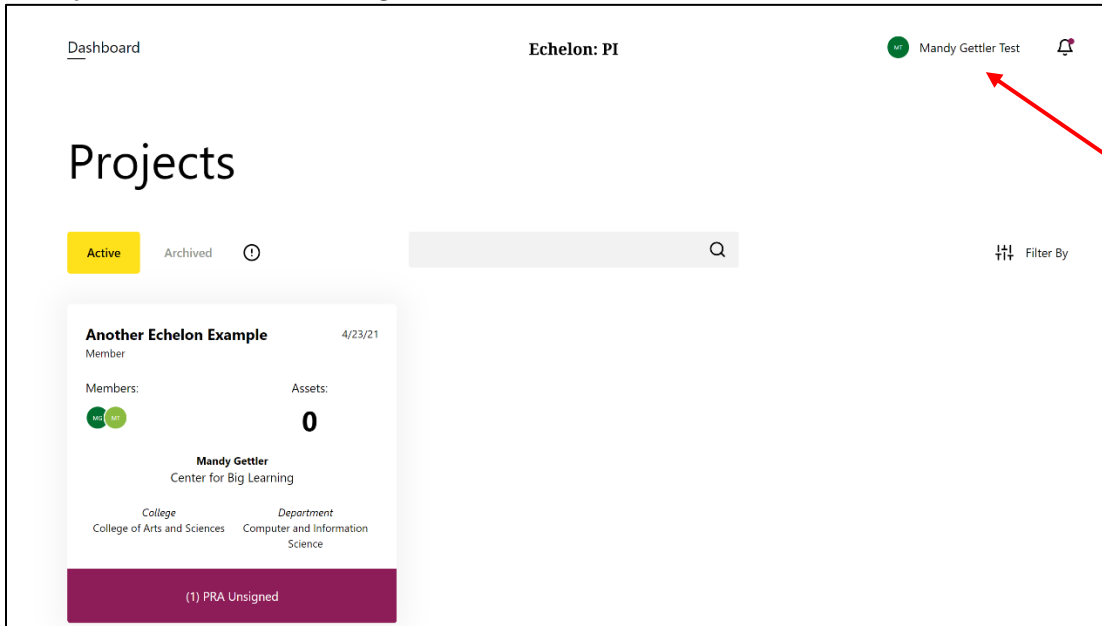 Dashboard
Echelon: PI
MT
Mandy Gettler Test
Projects
Active
Archived
Filter By
Another Echelon Example
4/23/21
Member
Members:
Assets:
MG
MT
0
Mandy Gettler
Center for Big Learning
College
Department
College of Arts and Sciences
Computer and Information
Science
(1) PRA Unsigned